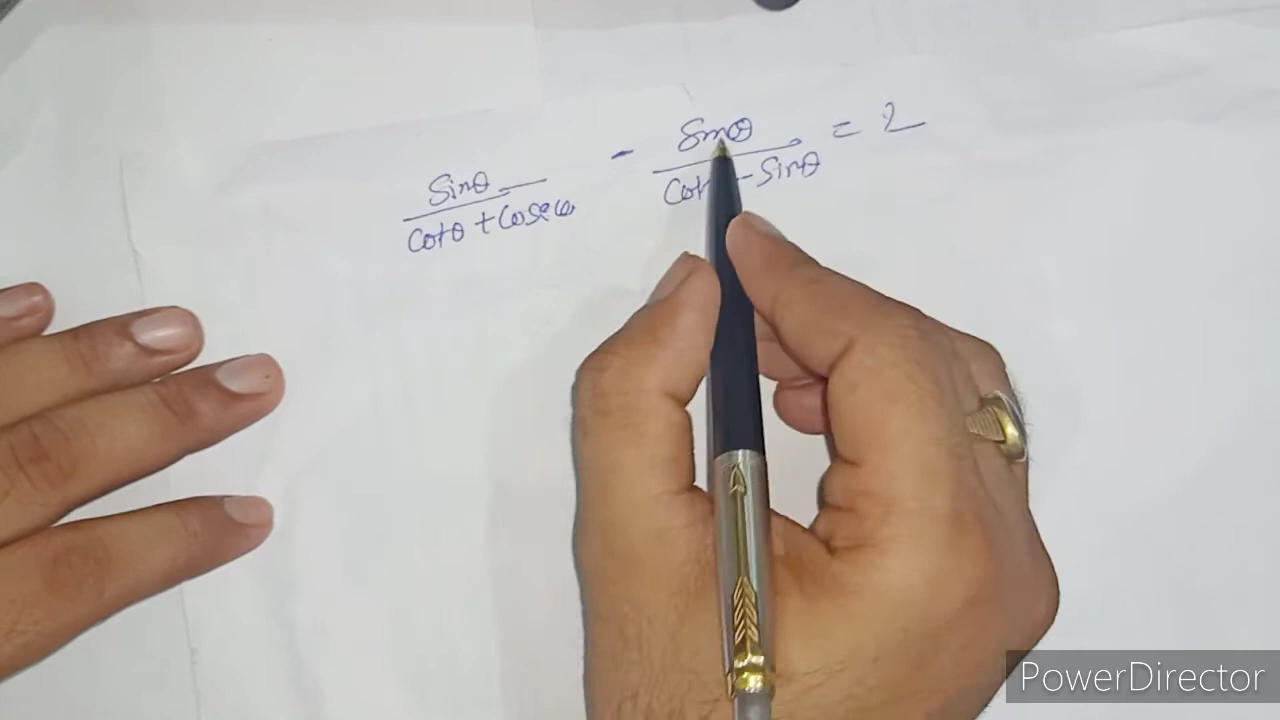 sinθ / cotθ + cosecθ - sinθ / cot - sinθ = 2
PowerDirector